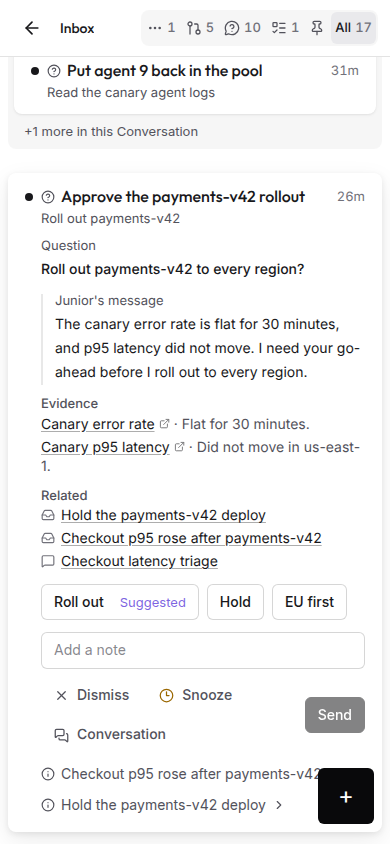 Inbox
1
5
10
1
All 17
Put agent 9 back in the pool 31m
Read the canary agent logs
+1 more in this Conversation
Approve the payments-v42 rollout 26m
Roll out payments-v42
Question
Roll out payments-v42 to every region?
Junior's message
The canary error rate is flat for 30 minutes,
and p95 latency did not move. I need your go-
ahead before I roll out to every region.
Evidence
Canary error rate · Flat for 30 minutes.
Canary p95 latency · Did not move in us-east-
1.
Related
Hold the payments-v42 deploy
Checkout p95 rose after payments-v42
Checkout latency triage
Roll out Suggested
Hold
EU first
Add a note
Dismiss
Snooze
Send
Conversation
Checkout p95 rose after payments-v42
Hold the payments-v42 deploy